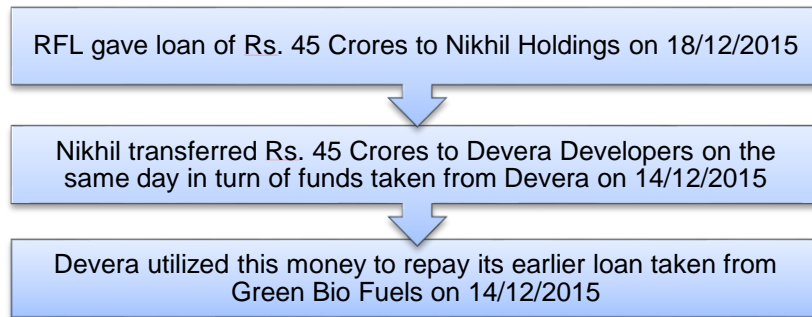 RFL gave loan of Rs. 45 Crores to Nikhil Holdings on 18/12/2015
Nikhil transferred Rs. 45 Crores to Devera Developers on the
same day in turn of funds taken from Devera on 14/12/2015
Devera utilized this money to repay its earlier loan taken from
Green Bio Fuels on 14/12/2015